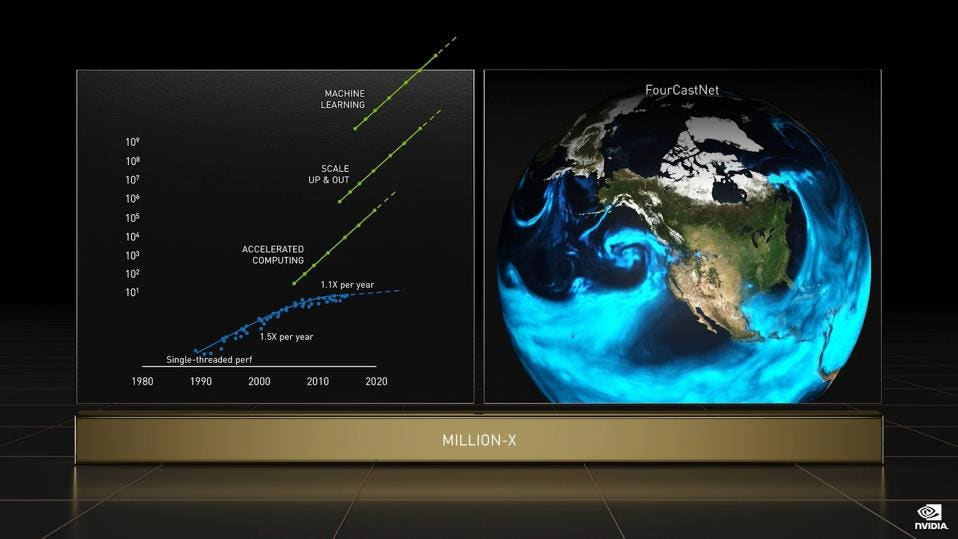 MACHINE
LEARNING
10⁹
10⁸
SCALE
UP & OUT
10⁷
10⁶
10⁵
10⁴
ACCELERATED
COMPUTING
10³
10²
10¹
1.1X per year
1.5X per year
Single-threaded perf
1980 1990 2000 2010 2020
FourCastNet
MILLION-X
NVIDIA.